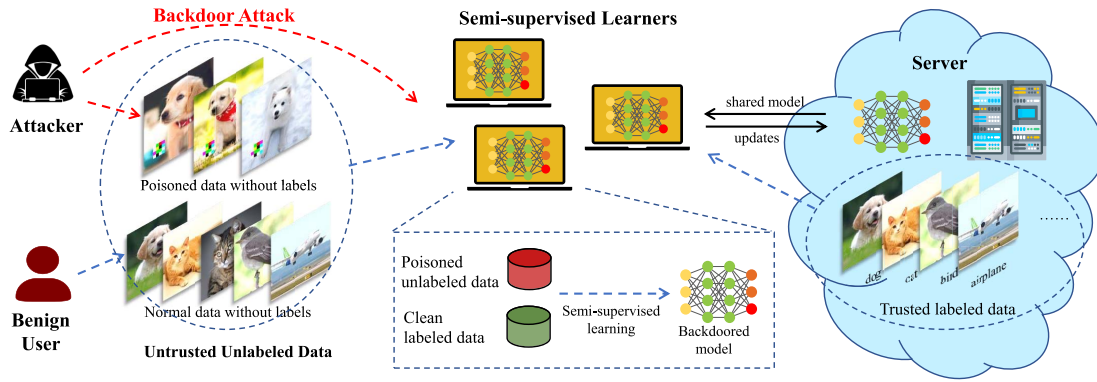 Backdoor Attack
Semi-supervised Learners
Server
Attacker
shared model
updates
Poisoned data without labels
dog
cat
bird
airplane
......
Trusted labeled data
Benign
User
Normal data without labels
Untrusted Unlabeled Data
Poisoned
unlabeled data
Clean
labeled data
Semi-supervised
learning
Backdoored
model